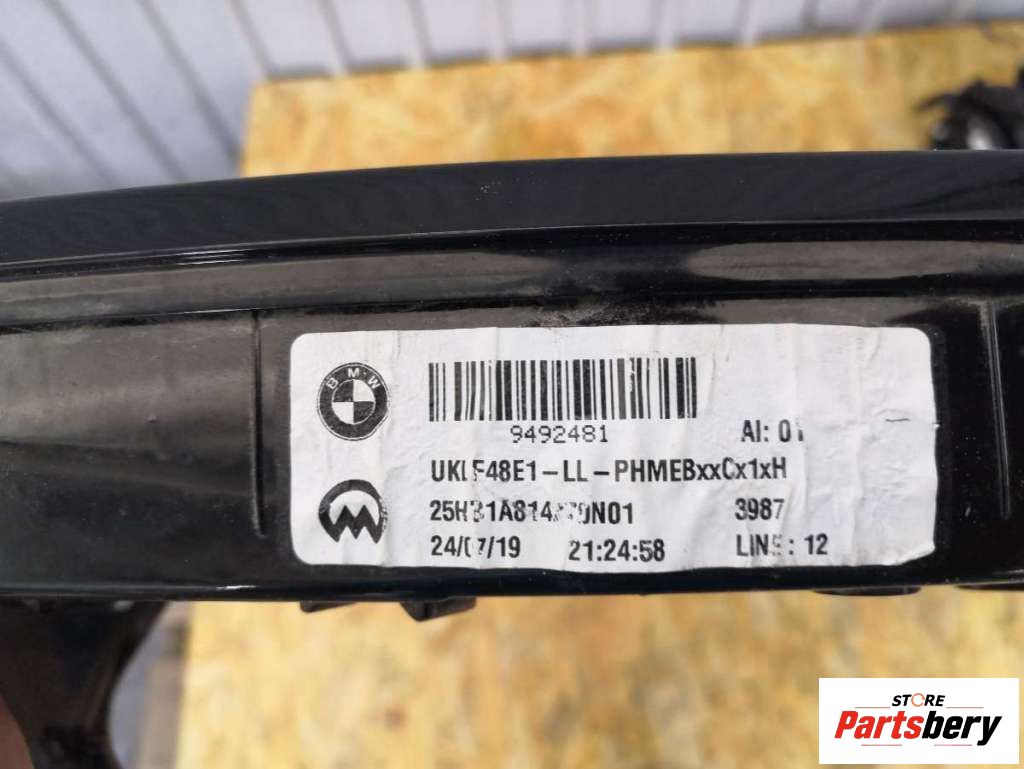 BMW
9492481
AI: 01
UKLF48E1-LL-PHMEBxxCx1xH
3987
24/07/19 21:24:58 LINE: 12
STORE
Partsbery